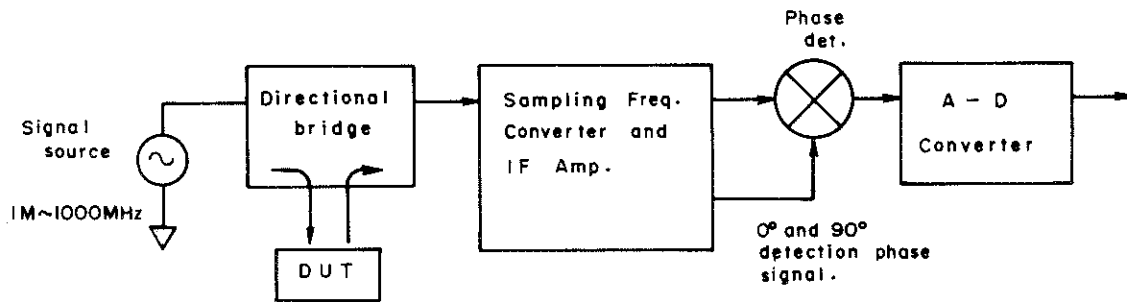 Phase
det.
Directional
bridge
Sampling Freq.
Converter and
IF Amp.
A - D
Converter
Signal
source
1M~1000MHz
DUT
0° and 90°
detection phase
signal.